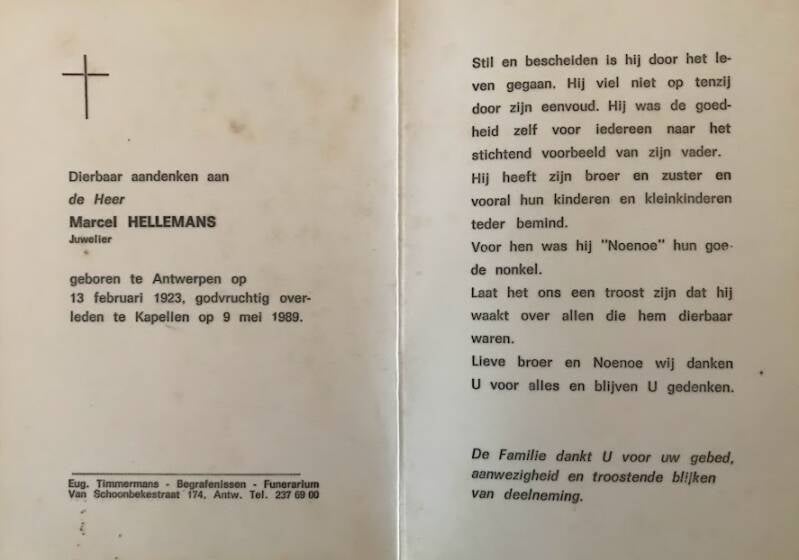 Dierbaar aandenken aan
de Heer
Marcel HELLEMANS
Juwelier
geboren te Antwerpen op
13 februari 1923, godvruchtig over-
leden te Kapellen op 9 mei 1989.
Eug. Timmermans - Begrafenissen - Funerarium
Van Schoonbekestraat 174, Antw. Tel. 237 69 00
Stil en bescheiden is hij door het le-
ven gegaan. Hij viel niet op tenzij
door zijn eenvoud. Hij was de goed-
heid zelf voor iedereen naar het
stichtend voorbeeld van zijn vader.
Hij heeft zijn broer en zuster en
vooral hun kinderen en kleinkinderen
teder bemind.
Voor hen was hij "Noenoe" hun goe-
de nonkel.
Laat het ons een troost zijn dat hij
waakt over allen die hem dierbaar
waren.
Lieve broer en Noenoe wij danken
U voor alles en blijven U gedenken.
De Familie dankt U voor uw gebed,
aanwezigheid en troostende blijken
van deelneming.